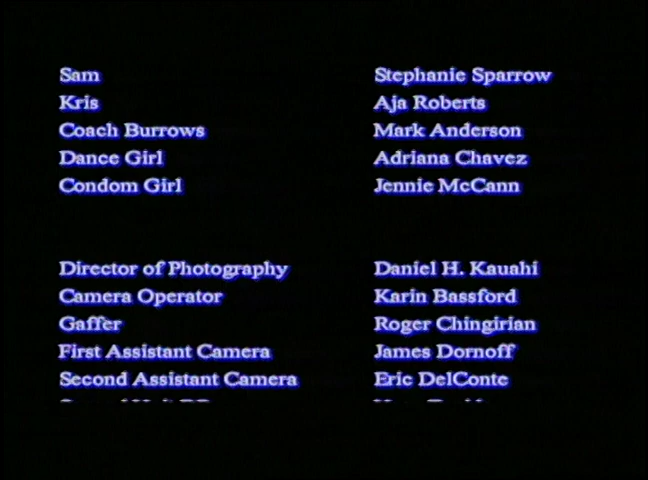 Sam Stephanie Sparrow
Kris Aja Roberts
Coach Burrows Mark Anderson
Dance Girl Adriana Chavez
Condom Girl Jennie McCann
Director of Photography Daniel H. Kauahi
Camera Operator Karin Bassford
Gaffer Roger Chingirian
First Assistant Camera James Dornoff
Second Assistant Camera Eric DelConte